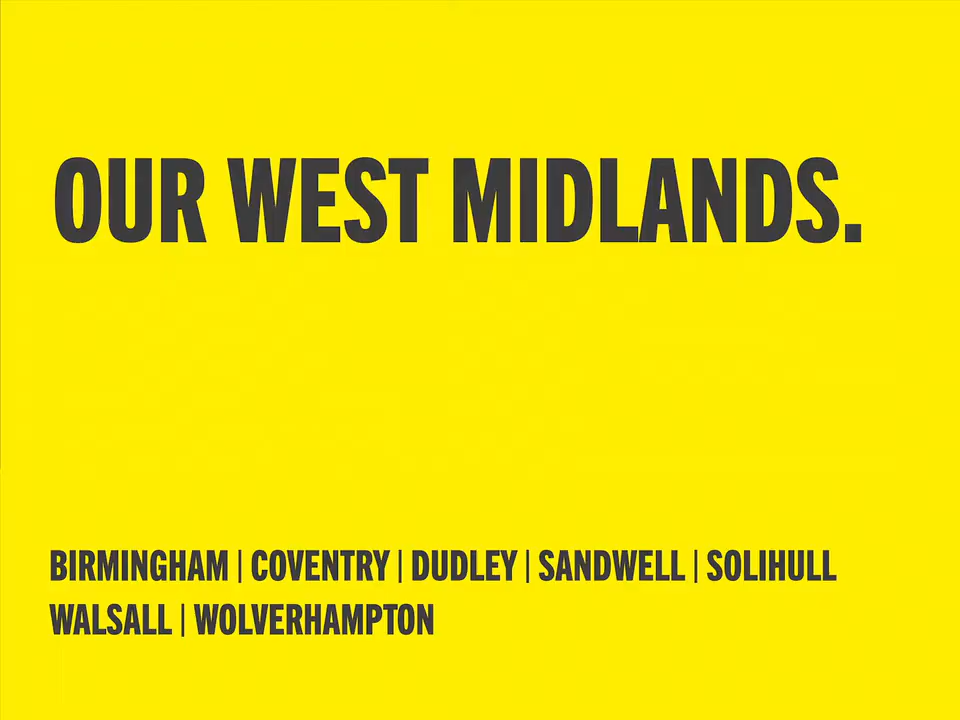 OUR WEST MIDLANDS.
BIRMINGHAM | COVENTRY | DUDLEY | SANDWELL | SOLIHULL
WALSALL | WOLVERHAMPTON